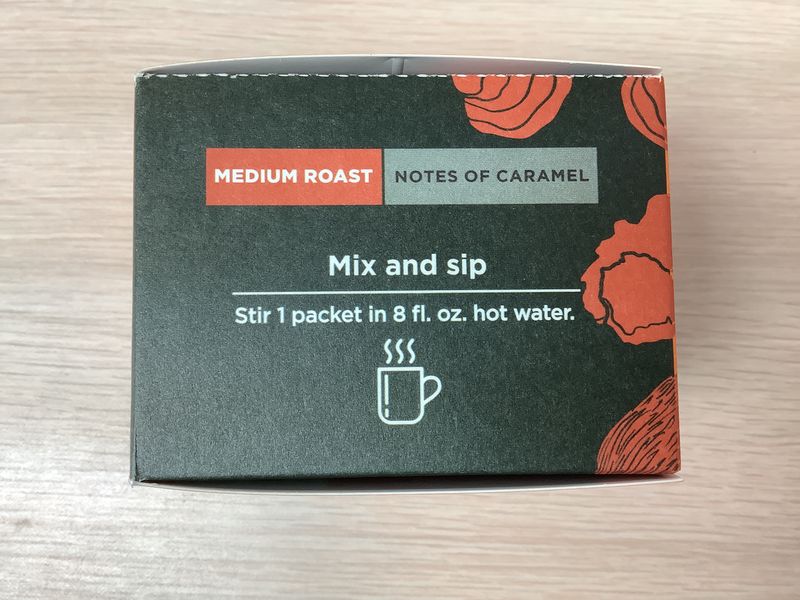 MEDIUM ROAST NOTES OF CARAMEL
Mix and sip
Stir 1 packet in 8 fl. oz. hot water.